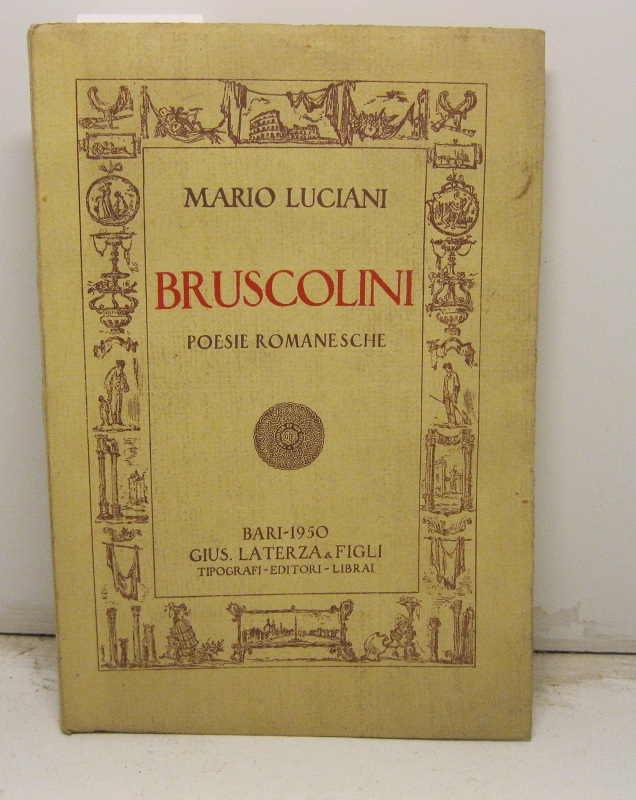 MARIO LUCIANI
BRUSCOLINI
POESIE ROMANESCHE
BARI-1950
GIUS. LATERZA & FIGLI
TIPOGRAFI-EDITORI-LIBRAI